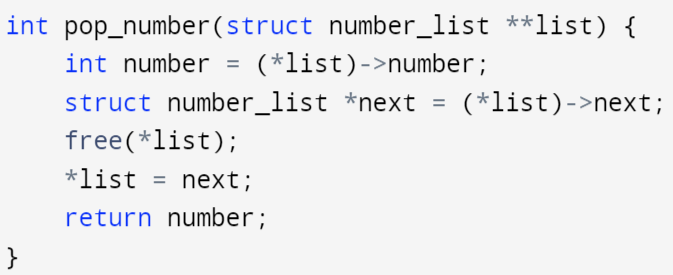 int pop_number(struct number_list **list) {
    int number = (*list)->number;
    struct number_list *next = (*list)->next;
    free(*list);
    *list = next;
    return number;
}